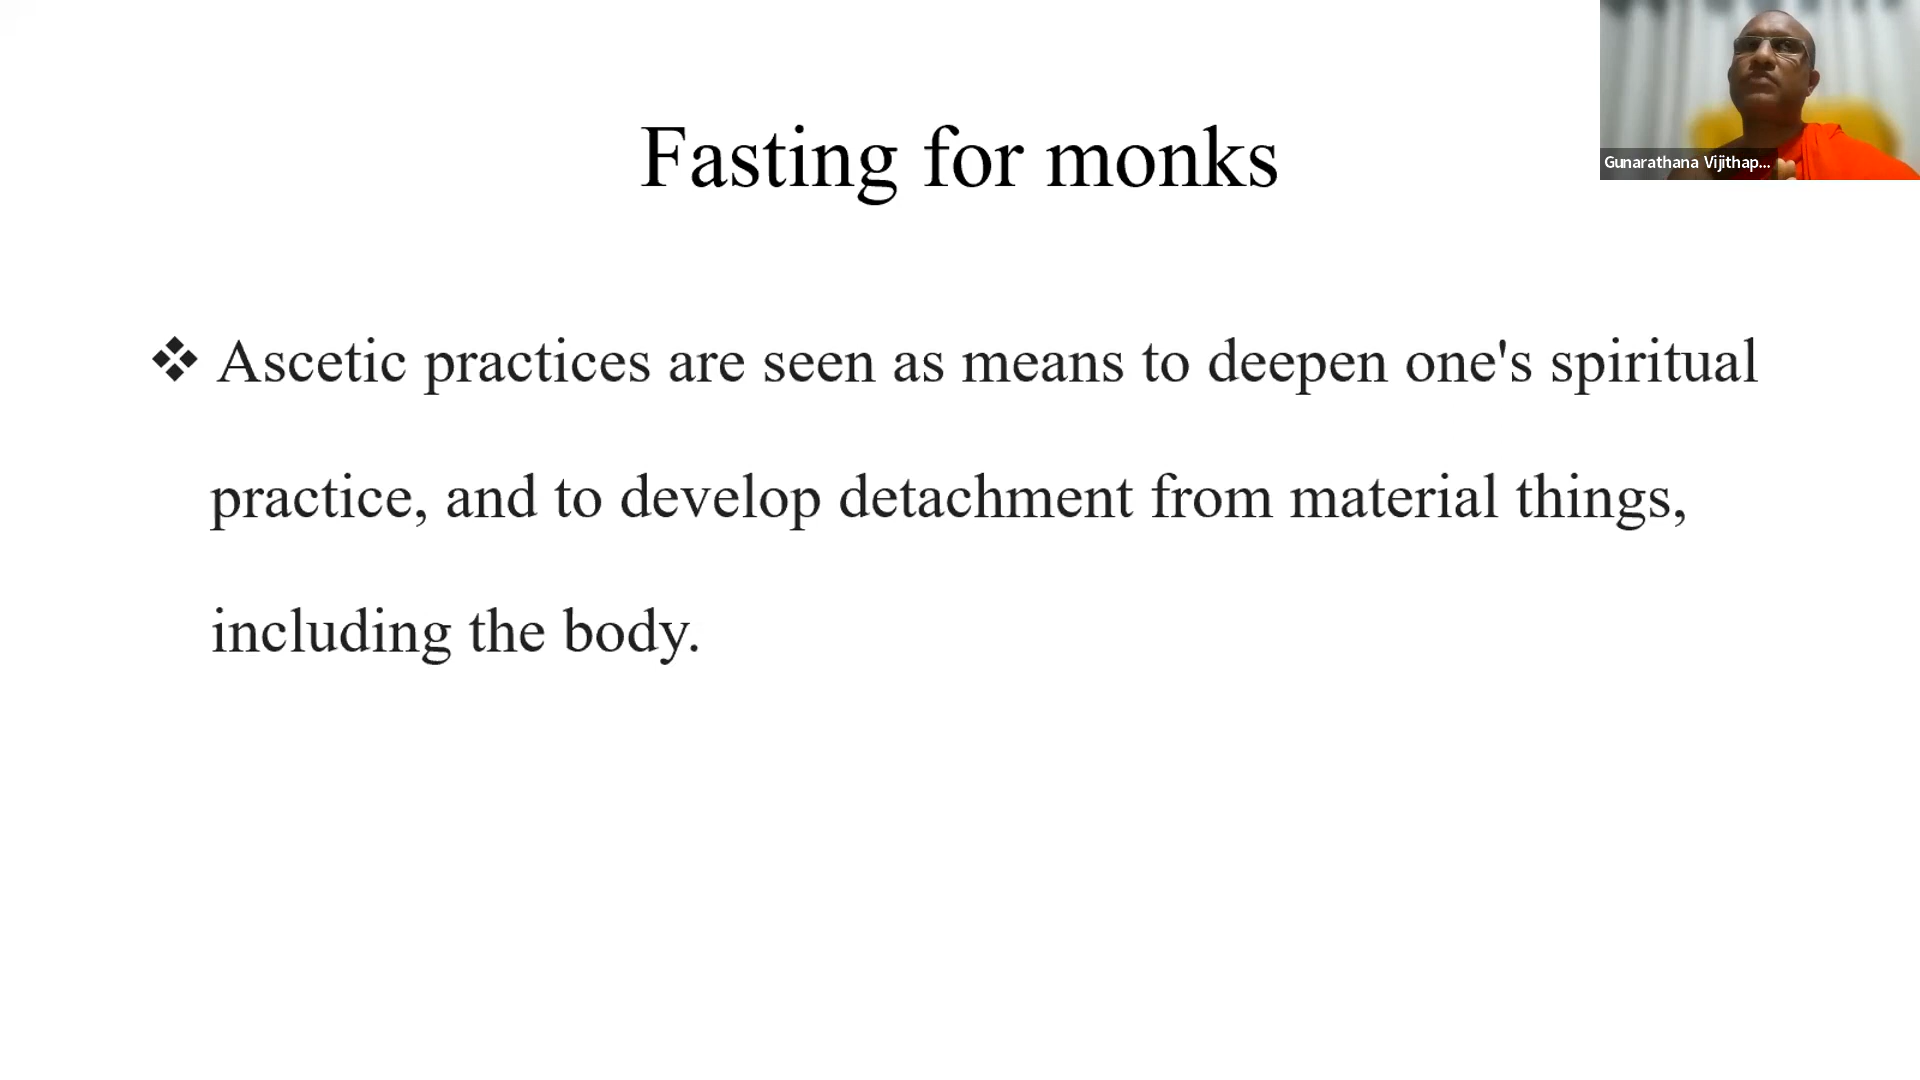 Fasting for monks
Gunarathana Vijithap...
❖ Ascetic practices are seen as means to deepen one's spiritual
practice, and to develop detachment from material things,
including the body.